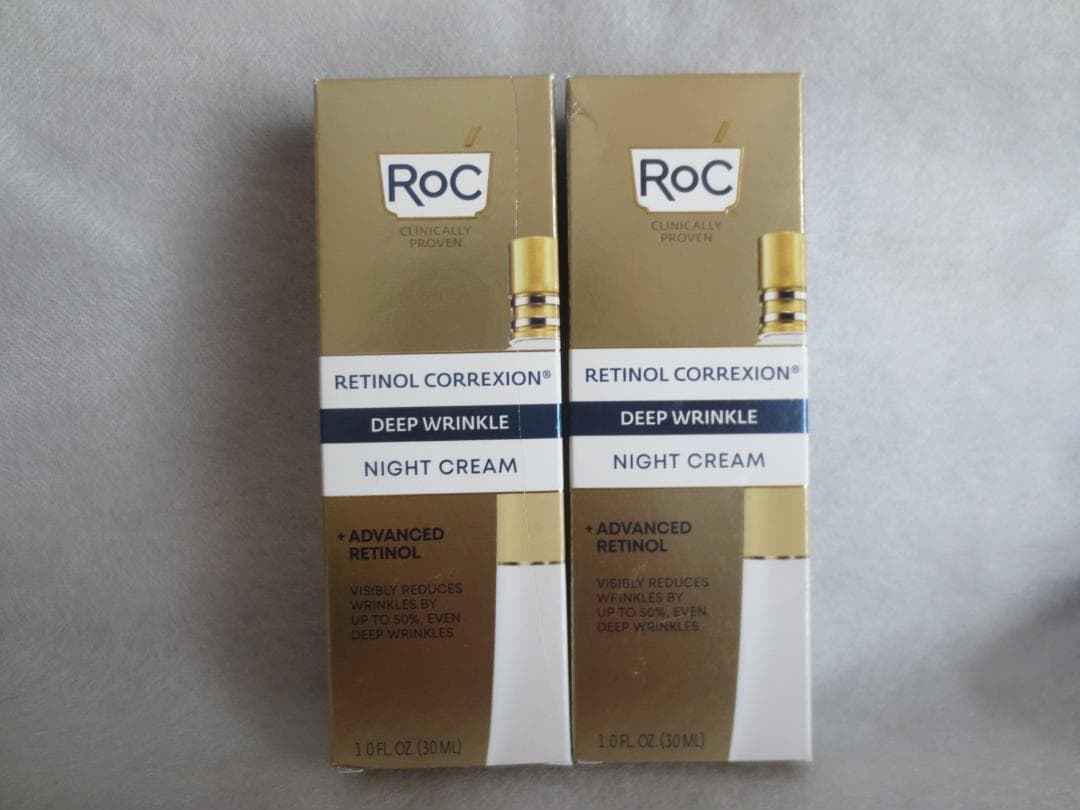 RoC
CLINICALLY
PROVEN
RETINOL CORREXION®
DEEP WRINKLE
NIGHT CREAM
+ ADVANCED
RETINOL
VISIBLY REDUCES
WRINKLES BY
UP TO 50%, EVEN
DEEP WRINKLES
1.0 FL. OZ. (30 ML)
RoC
CLINICALLY
PROVEN
RETINOL CORREXION®
DEEP WRINKLE
NIGHT CREAM
+ ADVANCED
RETINOL
VISIBLY REDUCES
WRINKLES BY
UP TO 50%, EVEN
DEEP WRINKLES
1.0 FL. OZ. (30 ML)